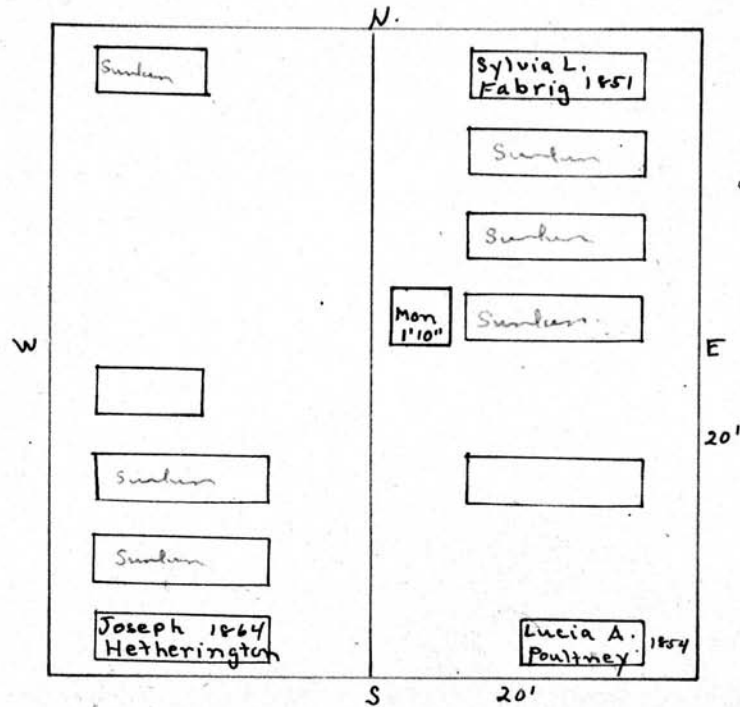 N.
Sunken
Sylvia L.
Fabrig 1851
Sunken
Sunken
Mon
1'10"
Sunken
W
E
20'
Sunken
Sunken
Joseph 1864
Hetherington
Lucia A. 1854
Poultney
S
20'